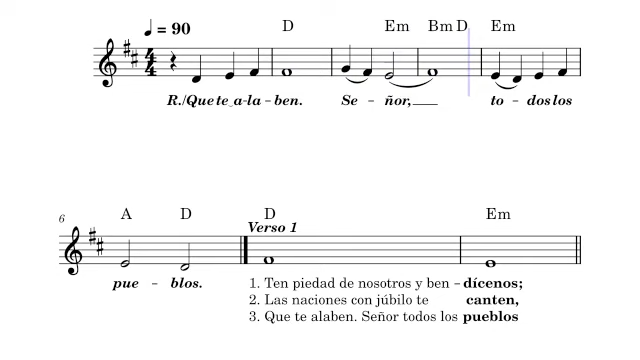 ♩ = 90
D Em Bm D Em
R./Que te_a-la-ben. Se-ñor,__ to-dos los
6 A D D Em
Verso 1
pue-blos. 1. Ten piedad de nosotros y ben-dícenos;
2. Las naciones con júbilo te canten,
3. Que te alaben. Señor todos los pueblos